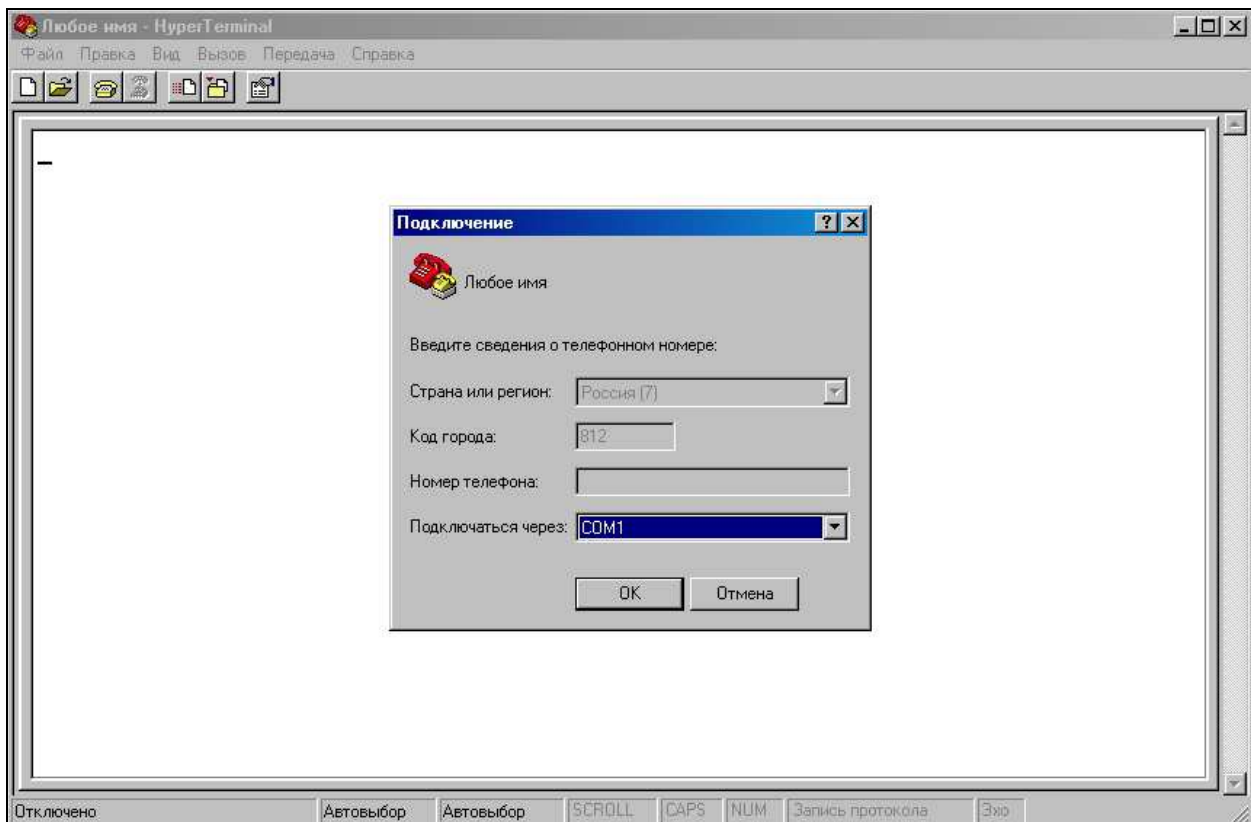 Любое имя - HyperTerminal
Файл Правка Вид Вызов Передача Справка
Подключение
Любое имя
Введите сведения о телефонном номере:
Страна или регион: Россия (7)
Код города: 812
Номер телефона:
Подключаться через: COM1
OK Отмена
Отключено Автовыбор Автовыбор SCROLL CAPS NUM Запись протокола Эхо